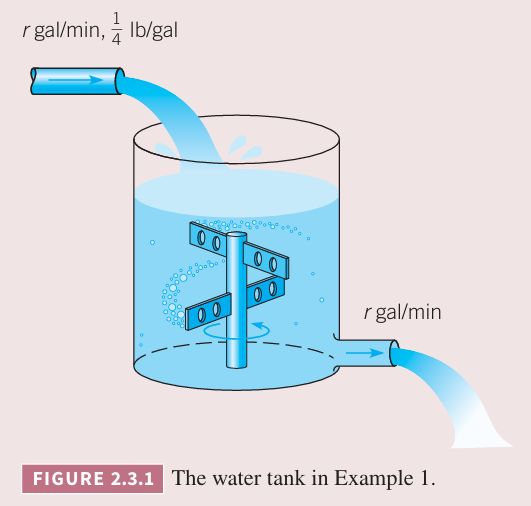 r gal/min, 1/4 lb/gal
r gal/min
FIGURE 2.3.1 The water tank in Example 1.